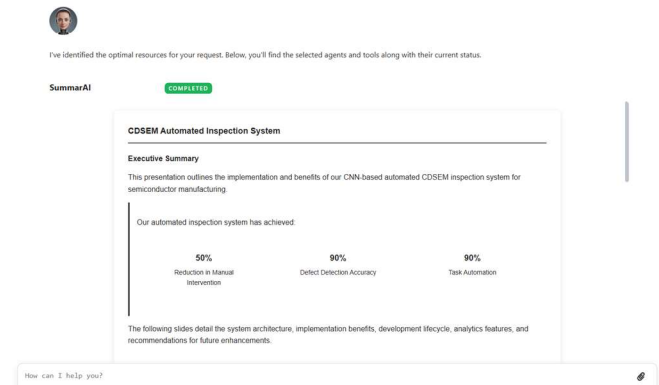 I've identified the optimal resources for your request. Below, you'll find the selected agents and tools along with their current status.
SummarAI
COMPLETED
CDSEM Automated Inspection System
Executive Summary
This presentation outlines the implementation and benefits of our CNN-based automated CDSEM inspection system for
semiconductor manufacturing.
Our automated inspection system has achieved:
50%
90%
90%
Reduction in Manual
Intervention
Defect Detection Accuracy
Task Automation
The following slides detail the system architecture, implementation benefits, development lifecycle, analytics features, and
recommendations for future enhancements.
How can I help you?